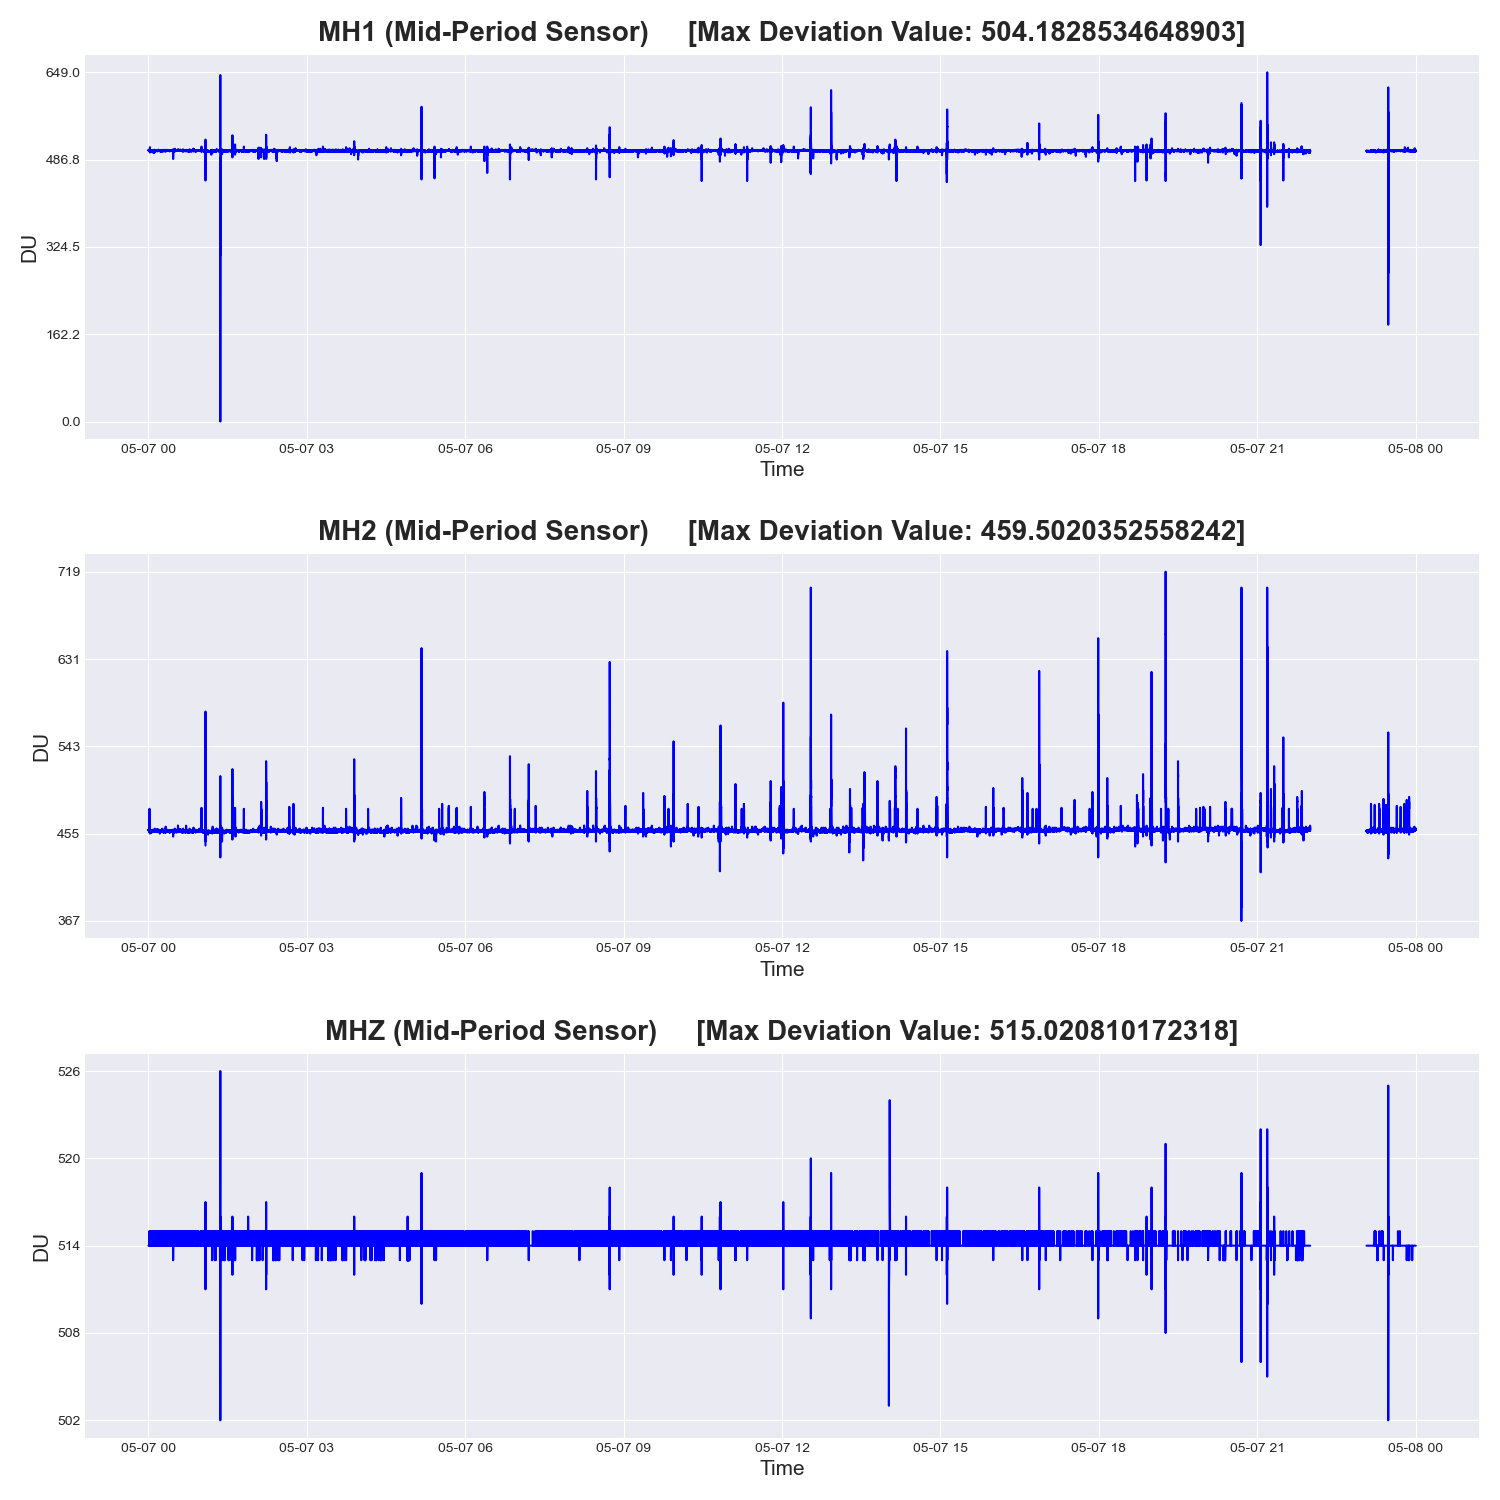 MH1 (Mid-Period Sensor) [Max Deviation Value: 504.1828534648903]
649.0
486.8
324.5
162.2
0.0
DU
05-07 00 05-07 03 05-07 06 05-07 09 05-07 12 05-07 15 05-07 18 05-07 21 05-08 00
Time
MH2 (Mid-Period Sensor) [Max Deviation Value: 459.5020352558242]
719
631
543
455
367
DU
05-07 00 05-07 03 05-07 06 05-07 09 05-07 12 05-07 15 05-07 18 05-07 21 05-08 00
Time
MHZ (Mid-Period Sensor) [Max Deviation Value: 515.020810172318]
526
520
514
508
502
DU
05-07 00 05-07 03 05-07 06 05-07 09 05-07 12 05-07 15 05-07 18 05-07 21 05-08 00
Time